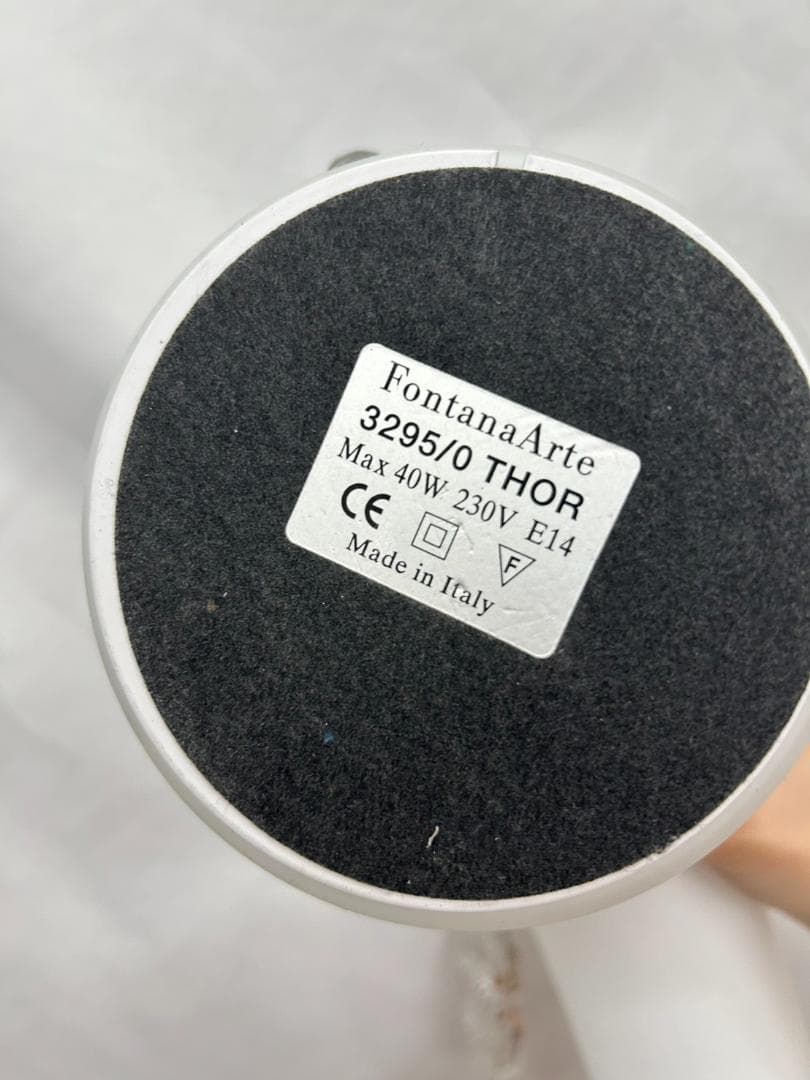 FontanaArte
3295/0 THOR
Max 40W 230V E14
CE F
Made in Italy